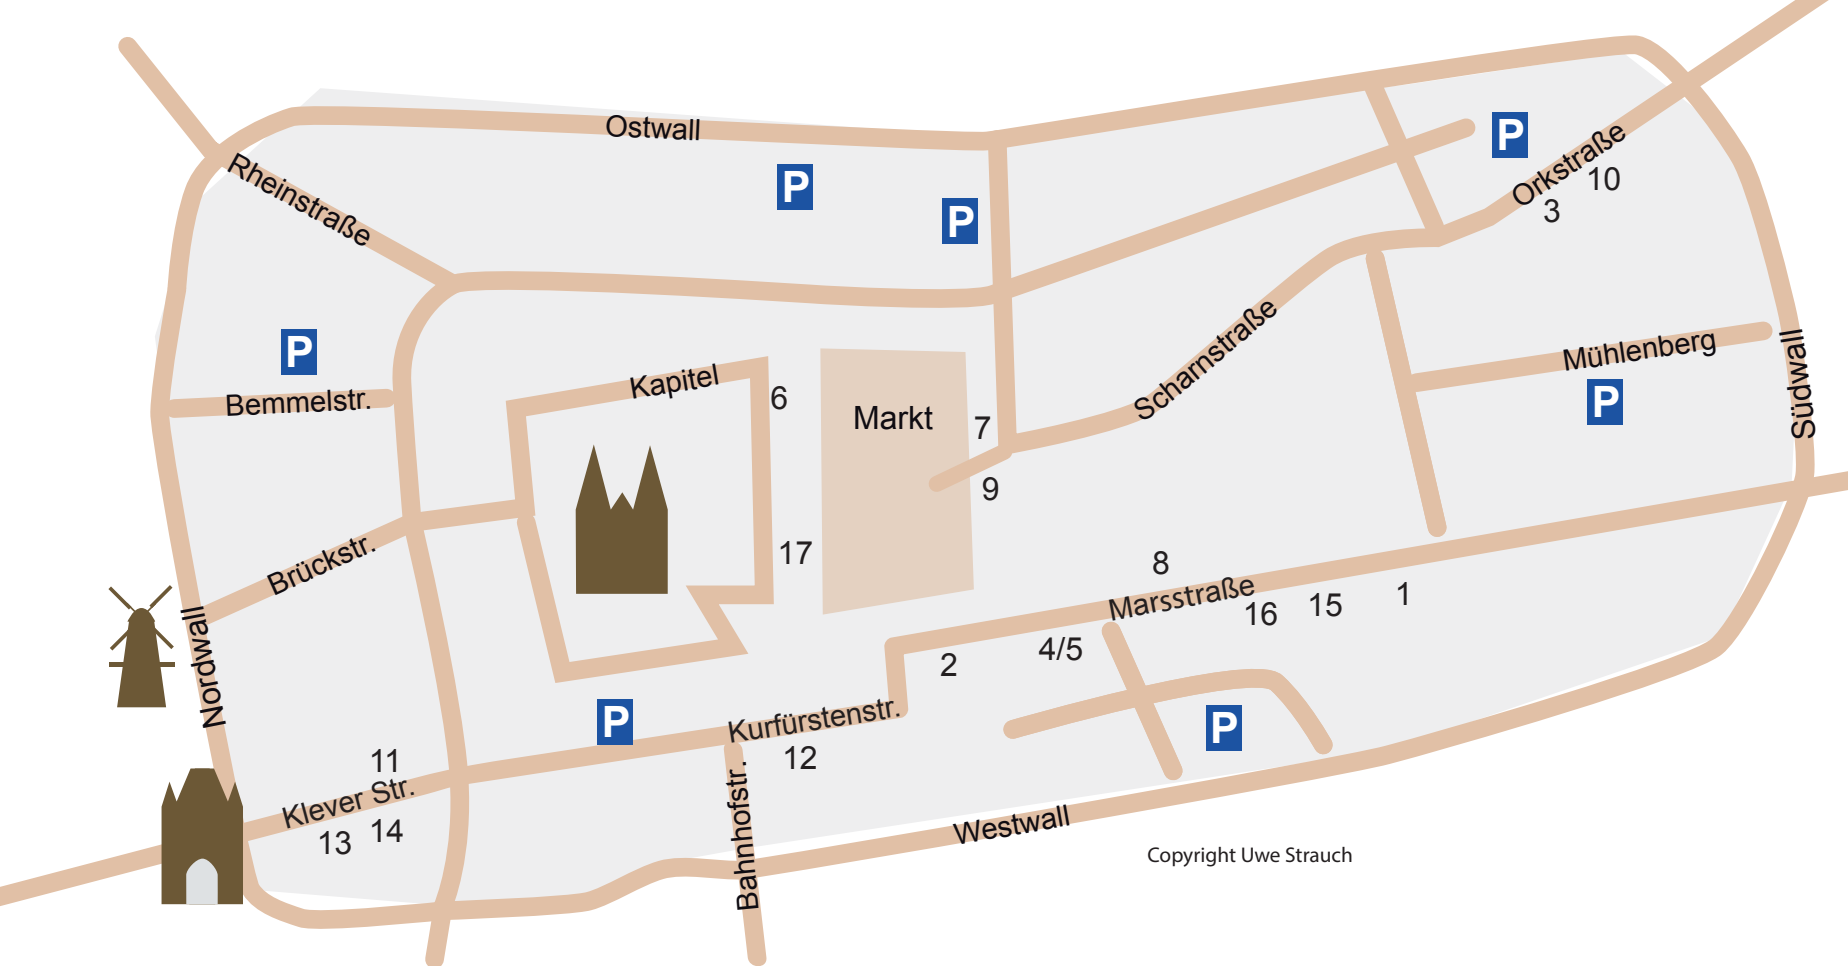 Ostwall
P
Orkstraße
10
3
P
Rheinstraße
P
P
Scharnstraße
Mühlenberg
Südwall
P
Bemmelstr.
Kapitel
6
Markt
7
9
P
Brückstr.
17
8
Marsstraße
16
15
1
4/5
2
Nordwall
P
Kurfürstenstr.
12
P
11
Klever Str.
13
14
Bahnhofstr.
Westwall
Copyright Uwe Strauch